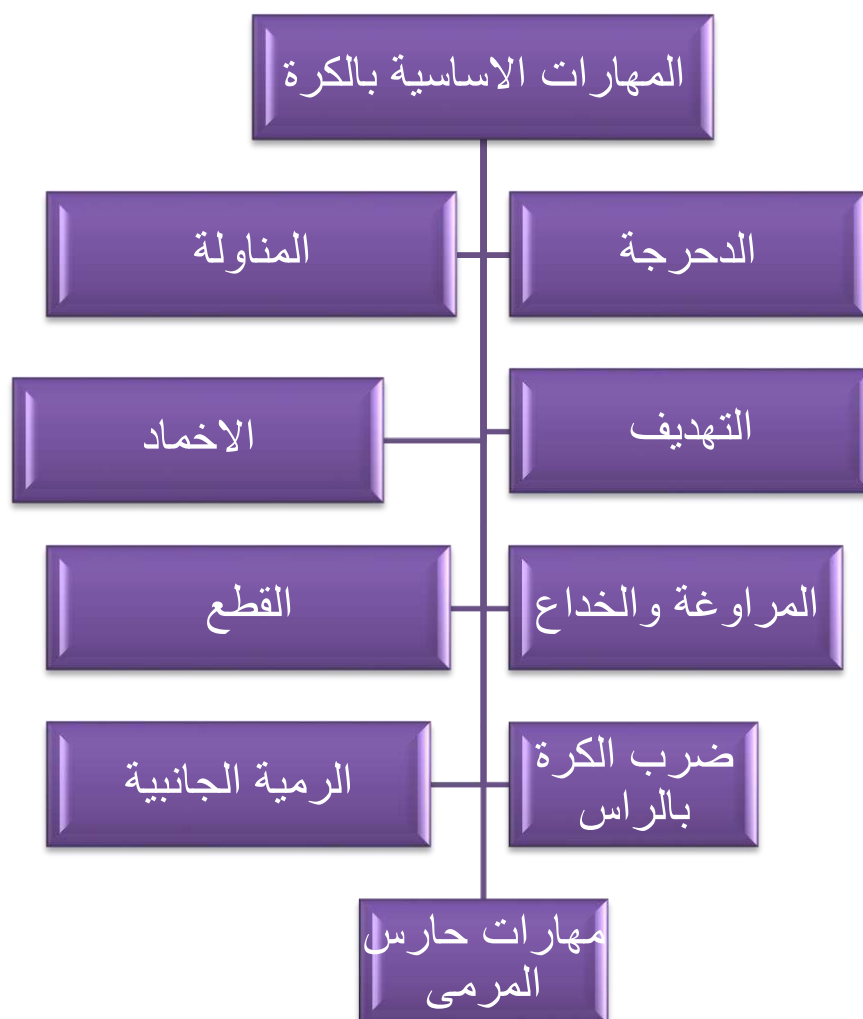 المهارات الاساسية بالكرة
الدحرجة
المناولة
التهديف
الاخماد
المراوغة والخداع
القطع
ضرب الكرة
بالراس
الرمية الجانبية
مهارات حارس
المرمى